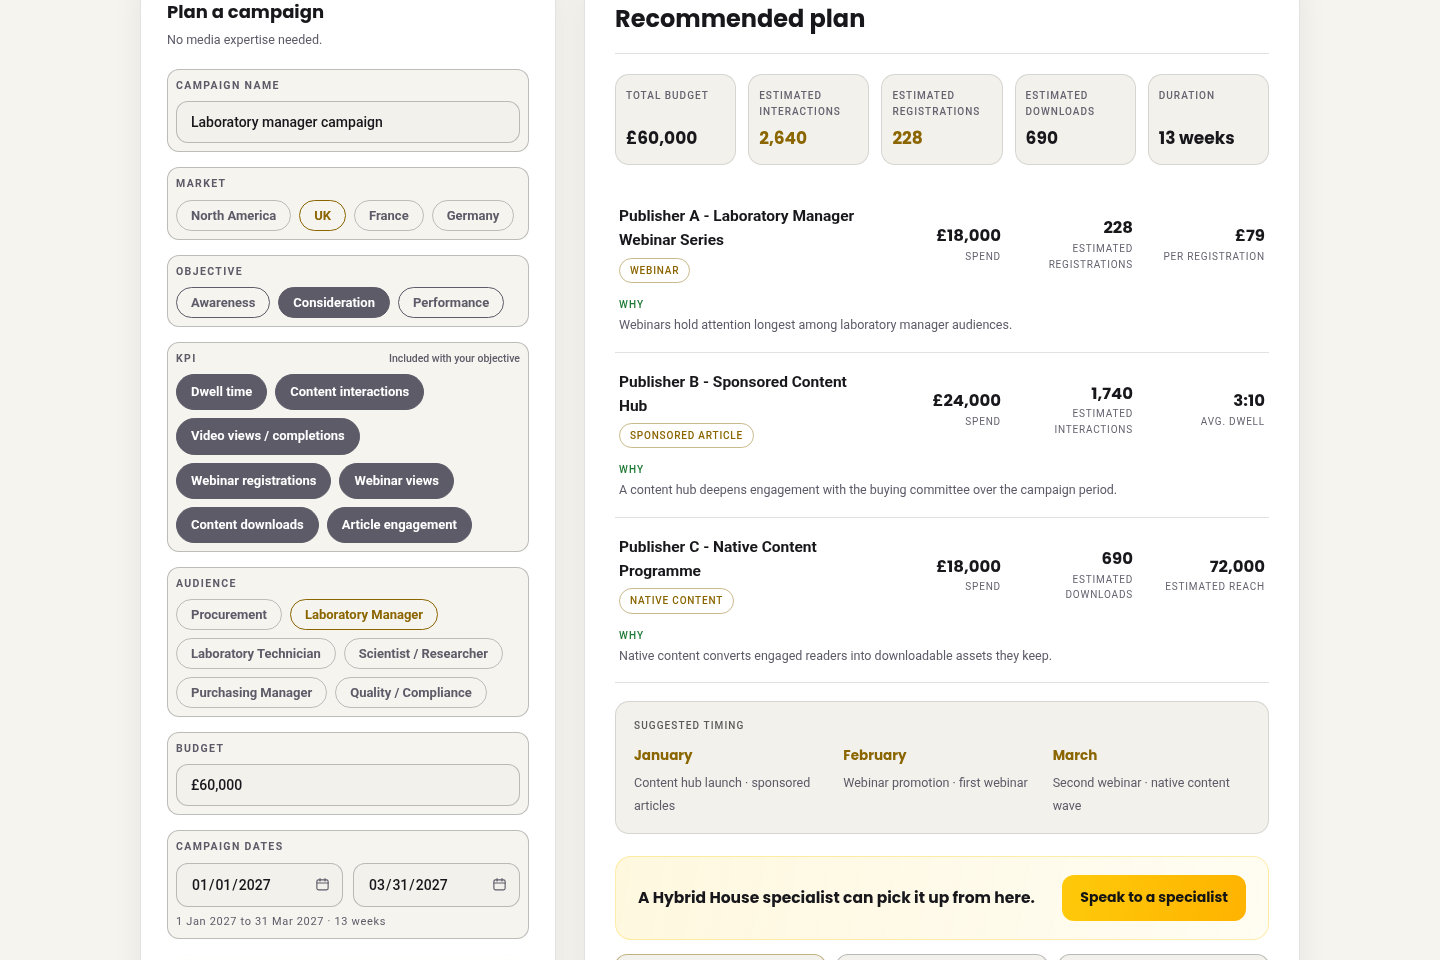 Plan a campaign
No media expertise needed.
CAMPAIGN NAME
Laboratory manager campaign
MARKET
North America
UK
France
Germany
OBJECTIVE
Awareness
Consideration
Performance
KPI
Included with your objective
Dwell time
Content interactions
Video views / completions
Webinar registrations
Webinar views
Content downloads
Article engagement
AUDIENCE
Procurement
Laboratory Manager
Laboratory Technician
Scientist / Researcher
Purchasing Manager
Quality / Compliance
BUDGET
£60,000
CAMPAIGN DATES
01/01/2027
03/31/2027
1 Jan 2027 to 31 Mar 2027 · 13 weeks
Recommended plan
TOTAL BUDGET
£60,000
ESTIMATED
INTERACTIONS
2,640
ESTIMATED
REGISTRATIONS
228
ESTIMATED
DOWNLOADS
690
DURATION
13 weeks
Publisher A - Laboratory Manager
Webinar Series
WEBINAR
£18,000
SPEND
228
ESTIMATED
REGISTRATIONS
£79
PER REGISTRATION
WHY
Webinars hold attention longest among laboratory manager audiences.
Publisher B - Sponsored Content
Hub
SPONSORED ARTICLE
£24,000
SPEND
1,740
ESTIMATED
INTERACTIONS
3:10
AVG. DWELL
WHY
A content hub deepens engagement with the buying committee over the campaign period.
Publisher C - Native Content
Programme
NATIVE CONTENT
£18,000
SPEND
690
ESTIMATED
DOWNLOADS
72,000
ESTIMATED REACH
WHY
Native content converts engaged readers into downloadable assets they keep.
SUGGESTED TIMING
January
Content hub launch · sponsored
articles
February
Webinar promotion · first webinar
March
Second webinar · native content
wave
A Hybrid House specialist can pick it up from here.
Speak to a specialist